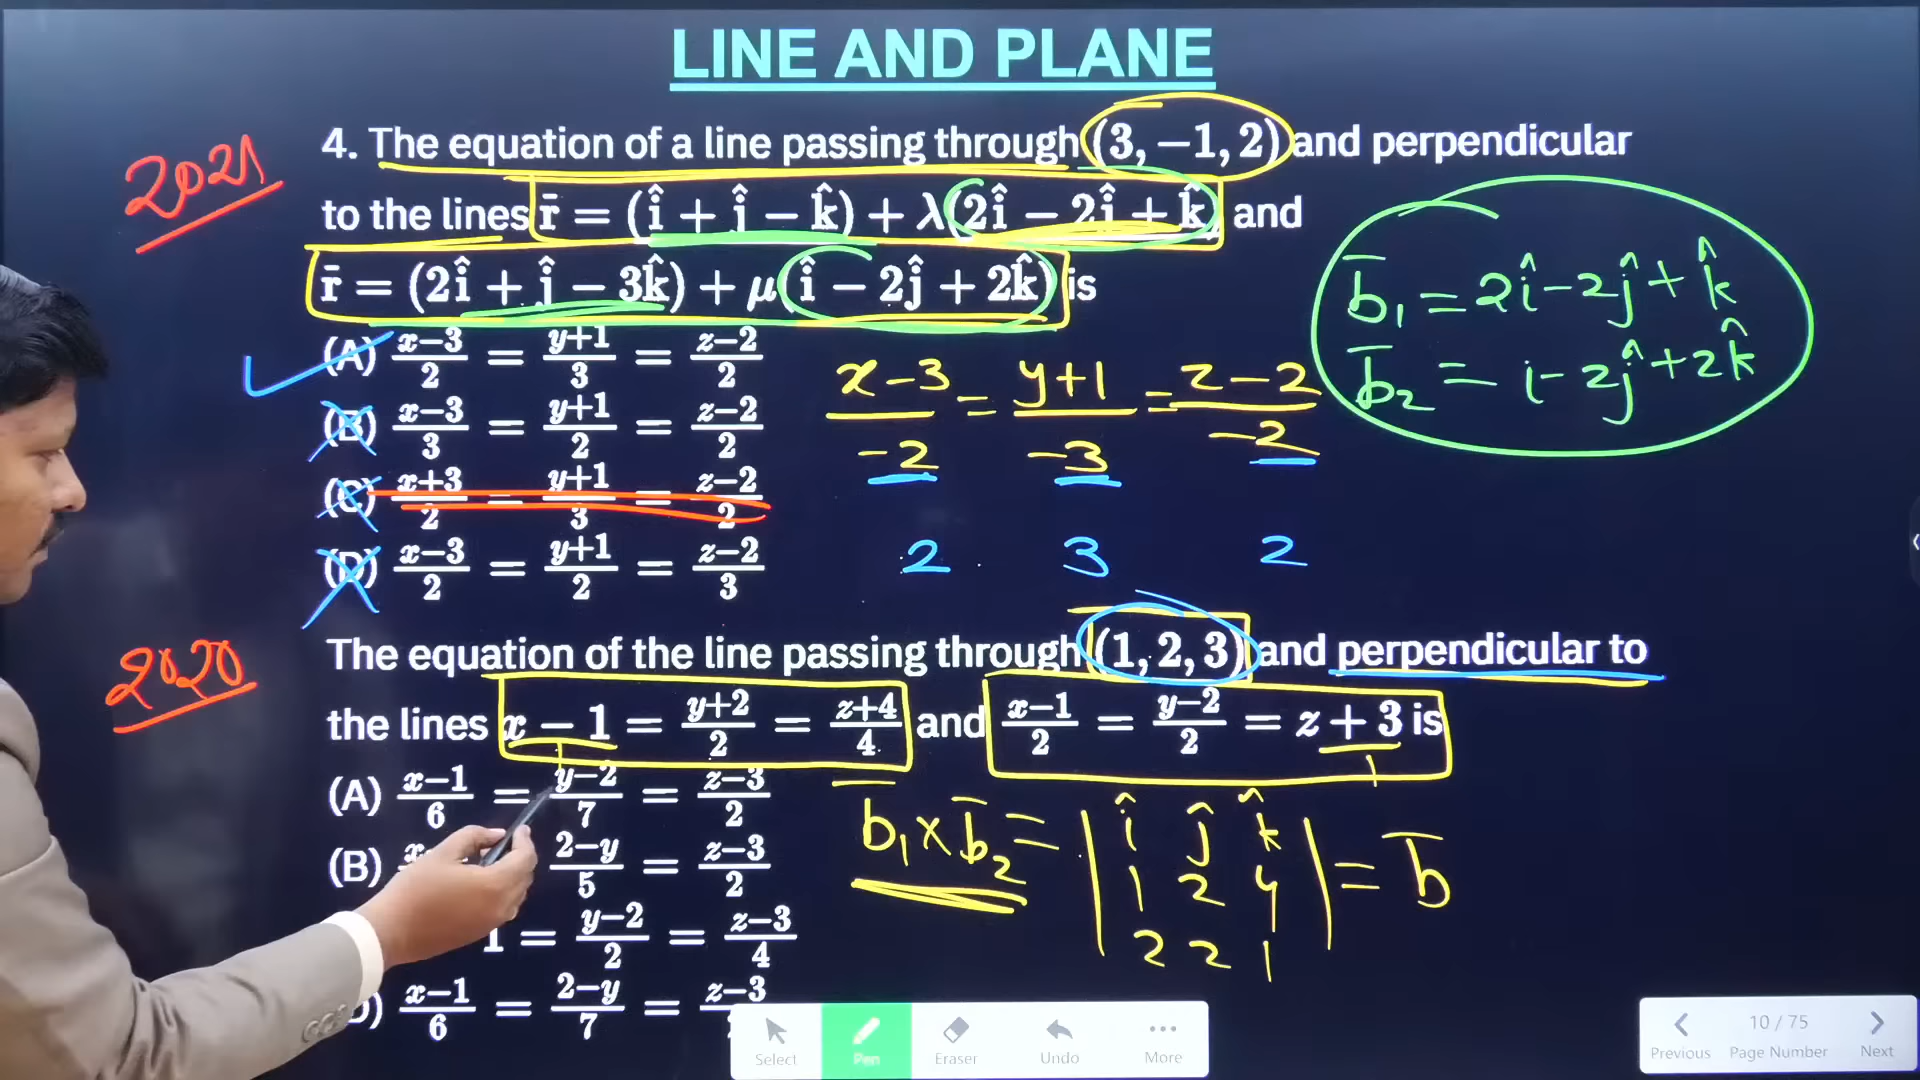 LINE AND PLANE
2021
4. The equation of a line passing through (3, −1, 2) and perpendicular
to the lines r̄ = (î + ĵ − k̂) + λ(2î − 2ĵ + k̂) and
r̄ = (2î + ĵ − 3k̂) + μ(î − 2ĵ + 2k̂) is
(A) x−3/2 = y+1/3 = z−2/2
(B) x−3/3 = y+1/2 = z−2/2
(C) x+3/2 = y+1/3 = z−2/2
(D) x−3/2 = y+1/2 = z−2/3
x−3/−2 = y+1/−3 = z−2/−2
2 3 2
b̄₁ = 2î − 2ĵ + k̂
b̄₂ = i − 2ĵ + 2k̂
2020
The equation of the line passing through (1, 2, 3) and perpendicular to
the lines x − 1 = y+2/2 = z+4/4 and x−1/2 = y−2/2 = z + 3 is
1 1
(A) x−1/6 = y−2/7 = z−3/2
(B) 2−y/5 = z−3/2
1 = y−2/2 = z−3/4
D) x−1/6 = 2−y/7 = z−3
b̄₁ × b̄₂ = | î ĵ k̂ | = b̄
1 2 4
2 2 1
Select Pen Eraser Undo More
Previous 10 / 75 Page Number Next